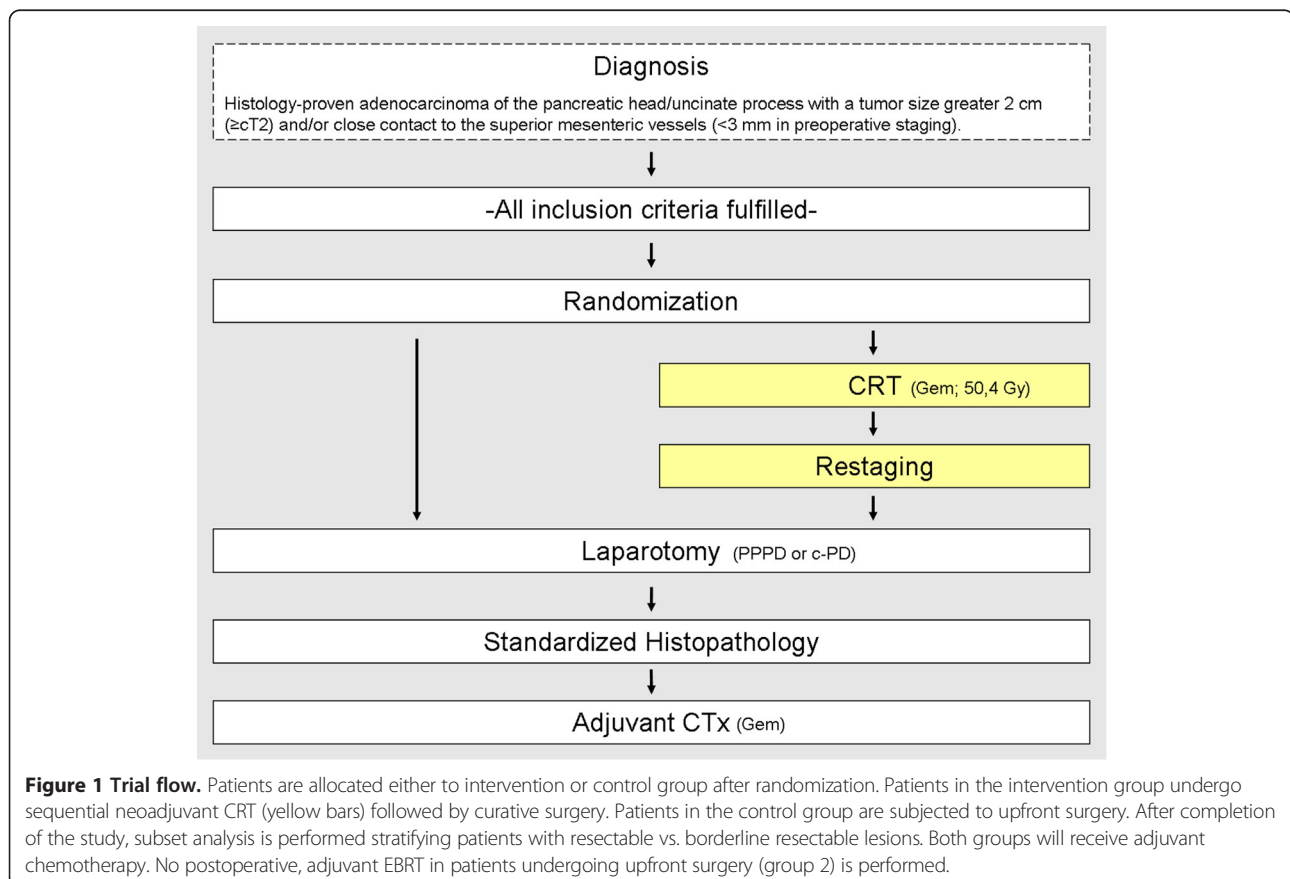 Diagnosis
Histology-proven adenocarcinoma of the pancreatic head/uncinate process with a tumor size greater 2 cm
(≥cT2) and/or close contact to the superior mesenteric vessels (<3 mm in preoperative staging).
-All inclusion criteria fulfilled-
Randomization
CRT (Gem; 50,4 Gy)
Restaging
Laparotomy (PPPD or c-PD)
Standardized Histopathology
Adjuvant CTx (Gem)
Figure 1 Trial flow. Patients are allocated either to intervention or control group after randomization. Patients in the intervention group undergo
sequential neoadjuvant CRT (yellow bars) followed by curative surgery. Patients in the control group are subjected to upfront surgery. After completion
of the study, subset analysis is performed stratifying patients with resectable vs. borderline resectable lesions. Both groups will receive adjuvant
chemotherapy. No postoperative, adjuvant EBRT in patients undergoing upfront surgery (group 2) is performed.